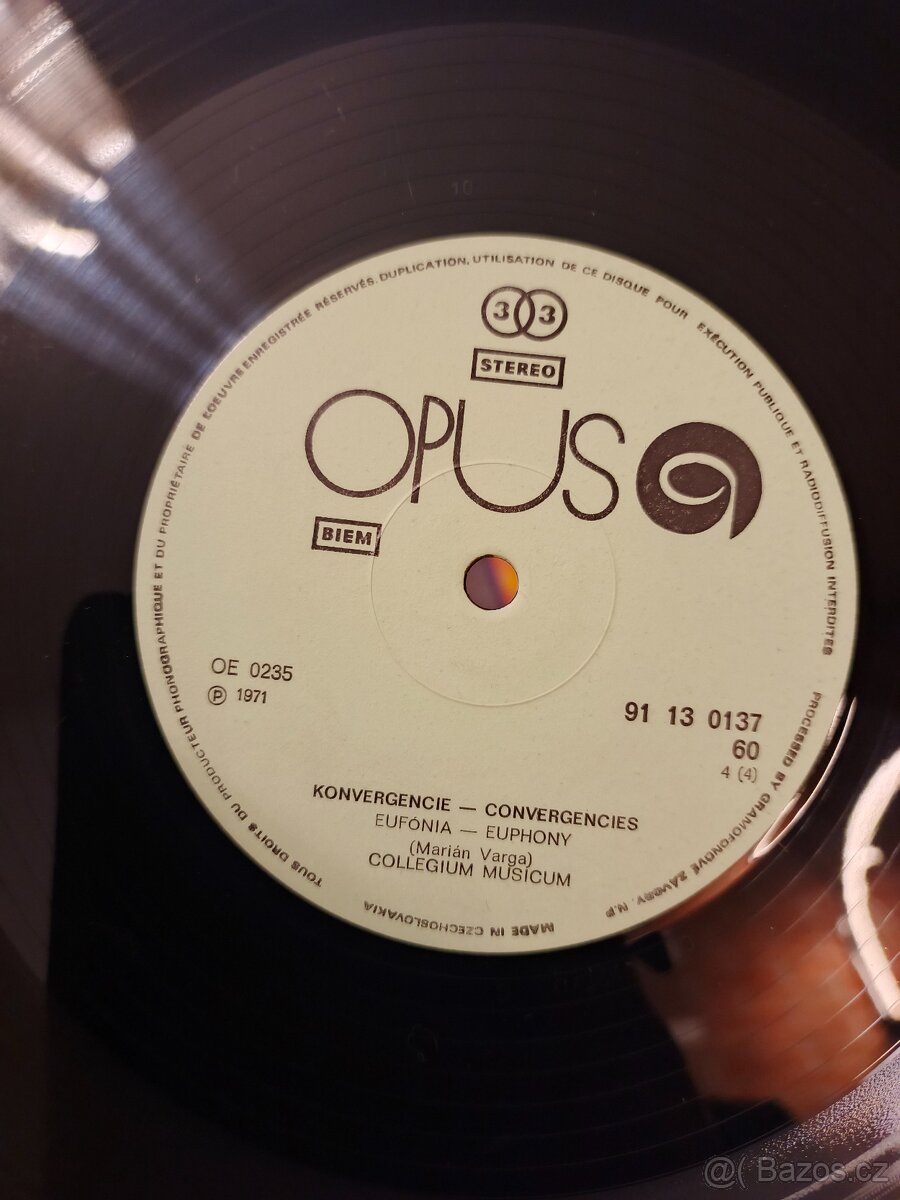 10
TOUS DROITS DU PRODUCTEUR PHONOGRAPHIQUE ET DU PROPRIÉTAIRE DE L'OEUVRE ENREGISTRÉE RÉSERVÉS. DUPLICATION, UTILISATION DE CE DISQUE POUR EXÉCUTION PUBLIQUE ET RADIODIFFUSION INTERDITES
33
STEREO
OPUS
BIEM
OE 0235
℗ 1971
91 13 0137
60
4 (4)
KONVERGENCIE — CONVERGENCIES
EUFÓNIA — EUPHONY
(Marián Varga)
COLLEGIUM MUSICUM
PROCESSED BY GRAMOFONOVÉ ZÁVODY, N.P.
MADE IN CZECHOSLOVAKIA
@( Bazos.cz